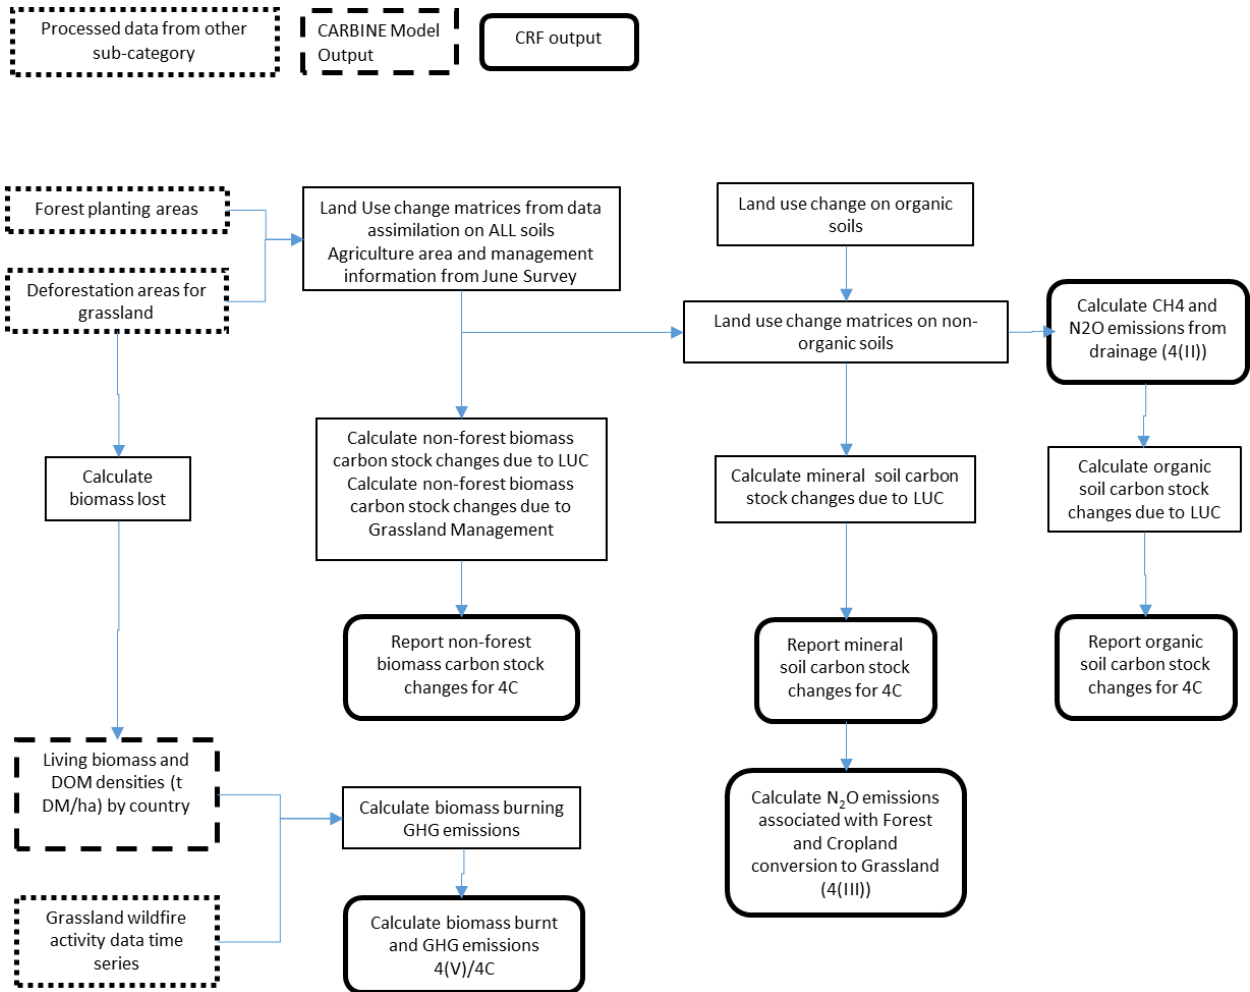 Processed data from other
sub-category
CARBINE Model
Output
CRF output
Forest planting areas
Deforestation areas for
grassland
Land Use change matrices from data
assimilation on ALL soils
Agriculture area and management
information from June Survey
Land use change on organic
soils
Land use change matrices on non-
organic soils
Calculate CH4 and
N2O emissions from
drainage (4(II))
Calculate
biomass lost
Calculate non-forest biomass
carbon stock changes due to LUC
Calculate non-forest biomass
carbon stock changes due to
Grassland Management
Calculate mineral soil carbon
stock changes due to LUC
Calculate organic
soil carbon stock
changes due to LUC
Report non-forest
biomass carbon stock
changes for 4C
Report mineral
soil carbon stock
changes for 4C
Report organic
soil carbon stock
changes for 4C
Living biomass and
DOM densities (t
DM/ha) by country
Calculate biomass burning
GHG emissions
Calculate N₂O emissions
associated with Forest
and Cropland
conversion to Grassland
(4(III))
Grassland wildfire
activity data time
series
Calculate biomass burnt
and GHG emissions
4(V)/4C